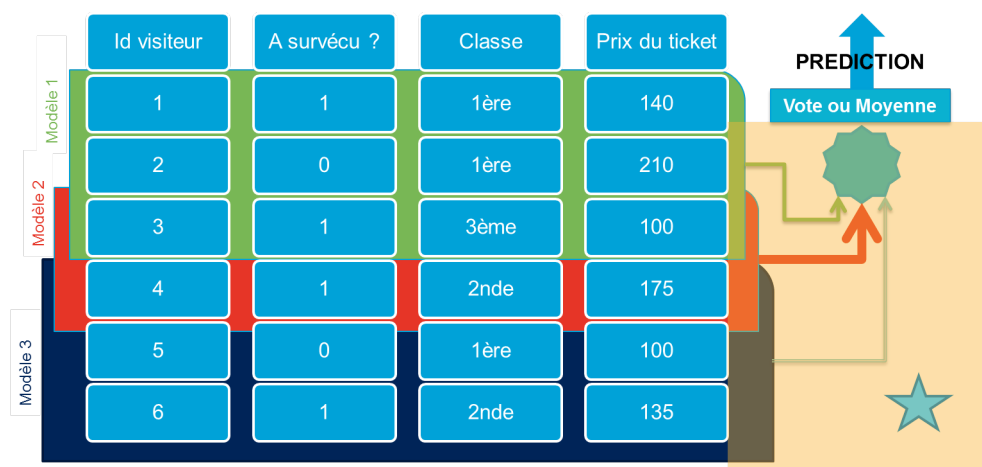 Id visiteur A survécu ? Classe Prix du ticket
1 1 1ère 140
2 0 1ère 210
3 1 3ème 100
4 1 2nde 175
5 0 1ère 100
6 1 2nde 135
Modèle 1
Modèle 2
Modèle 3
PREDICTION
Vote ou Moyenne